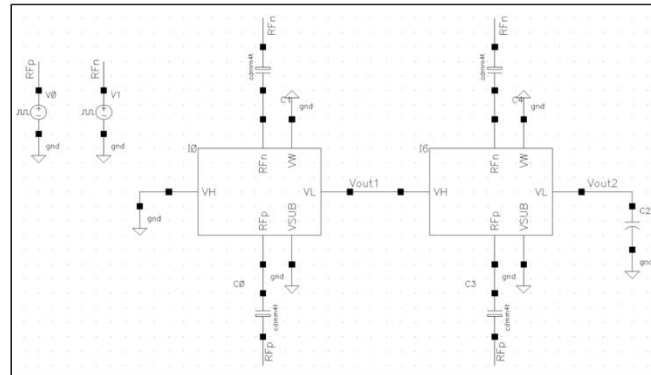 RFn
RFn
RFp
RFn
cdmm4t
cdmm4t
V0
V1
C1
gnd
C4
gnd
gnd
gnd
I0
I6
RFn
VW
RFn
VW
VH
VL
Vout1
VH
VL
Vout2
C2
RFp
VSUB
RFp
VSUB
gnd
gnd
C0
gnd
C3
gnd
cdmm4t
cdmm4t
RFp
RFp